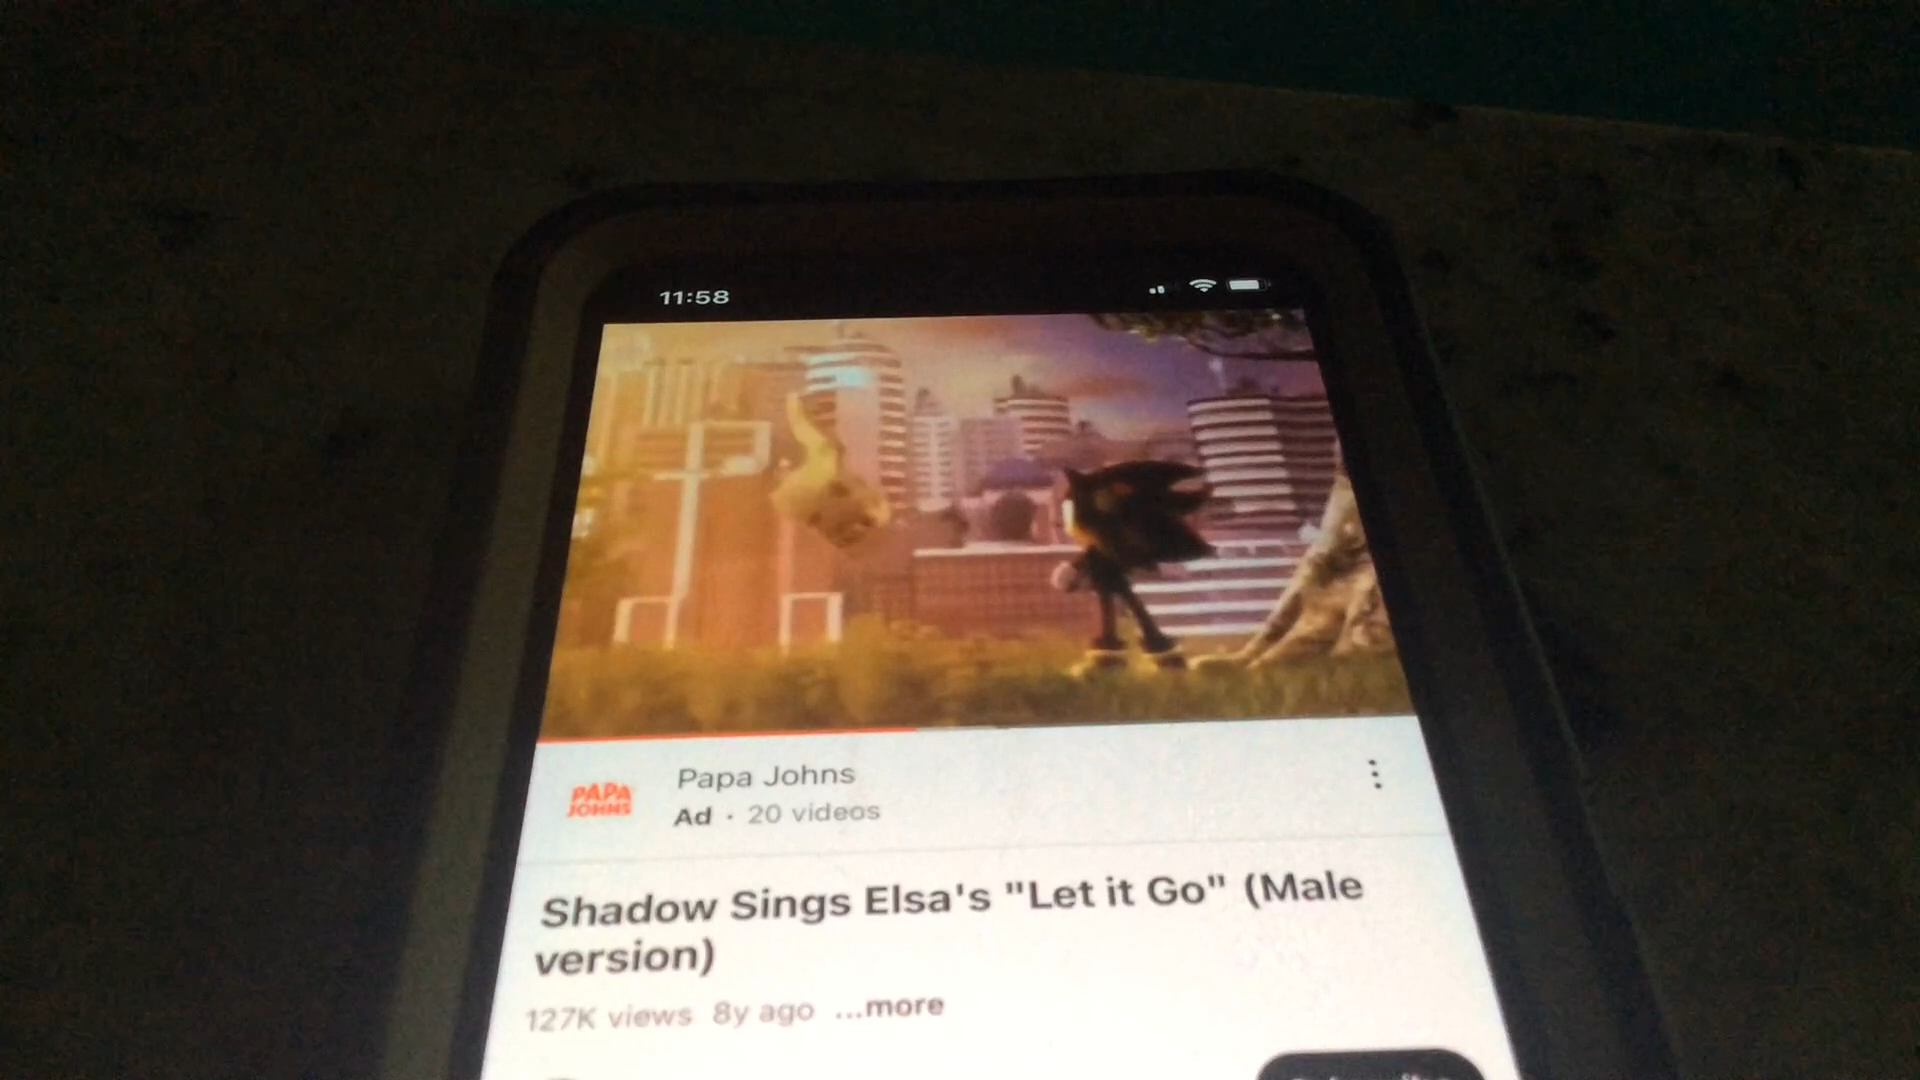 11:58
PAPA
JOHNS
Papa Johns
Ad · 20 videos
Shadow Sings Elsa's "Let it Go" (Male
version)
127K views 8y ago ...more